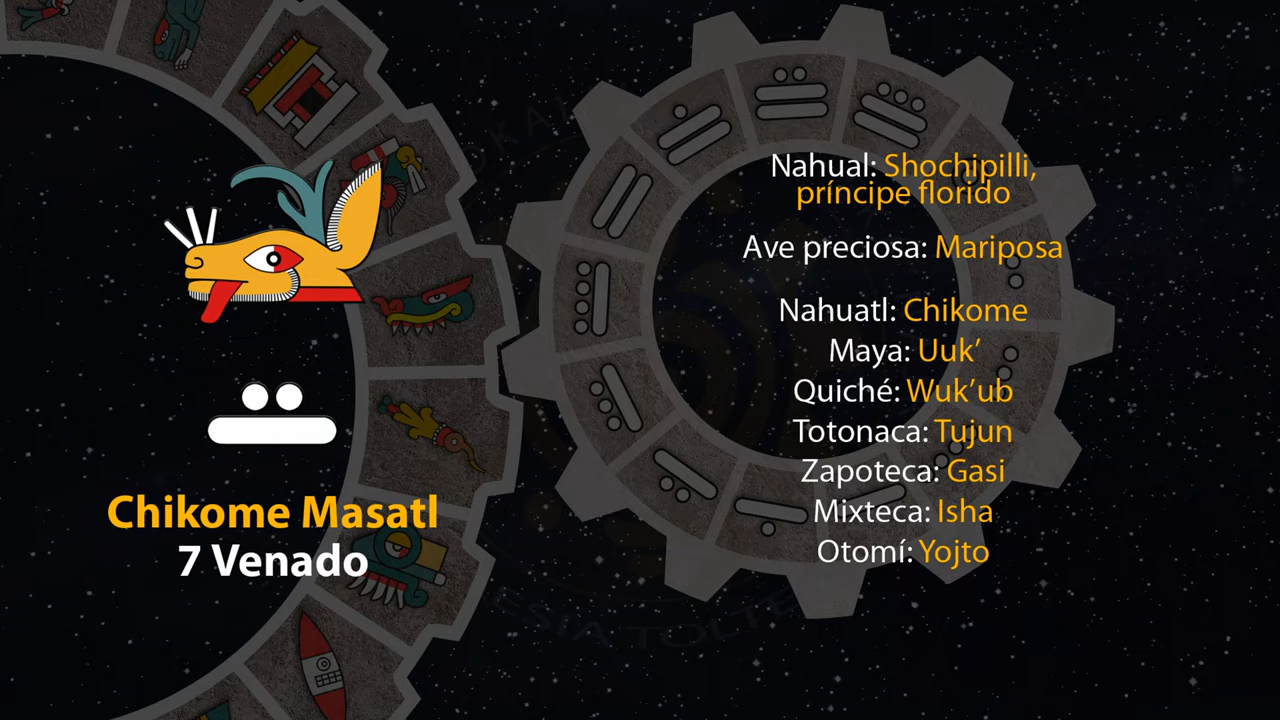 Nahual: Shochipilli,
príncipe florido
Ave preciosa: Mariposa
Nahuatl: Chikome
Maya: Uuk’
Quiché: Wuk’ub
Totonaca: Tujun
Zapoteca: Gasi
Mixteca: Isha
Otomí: Yojto
Chikome Masatl
7 Venado